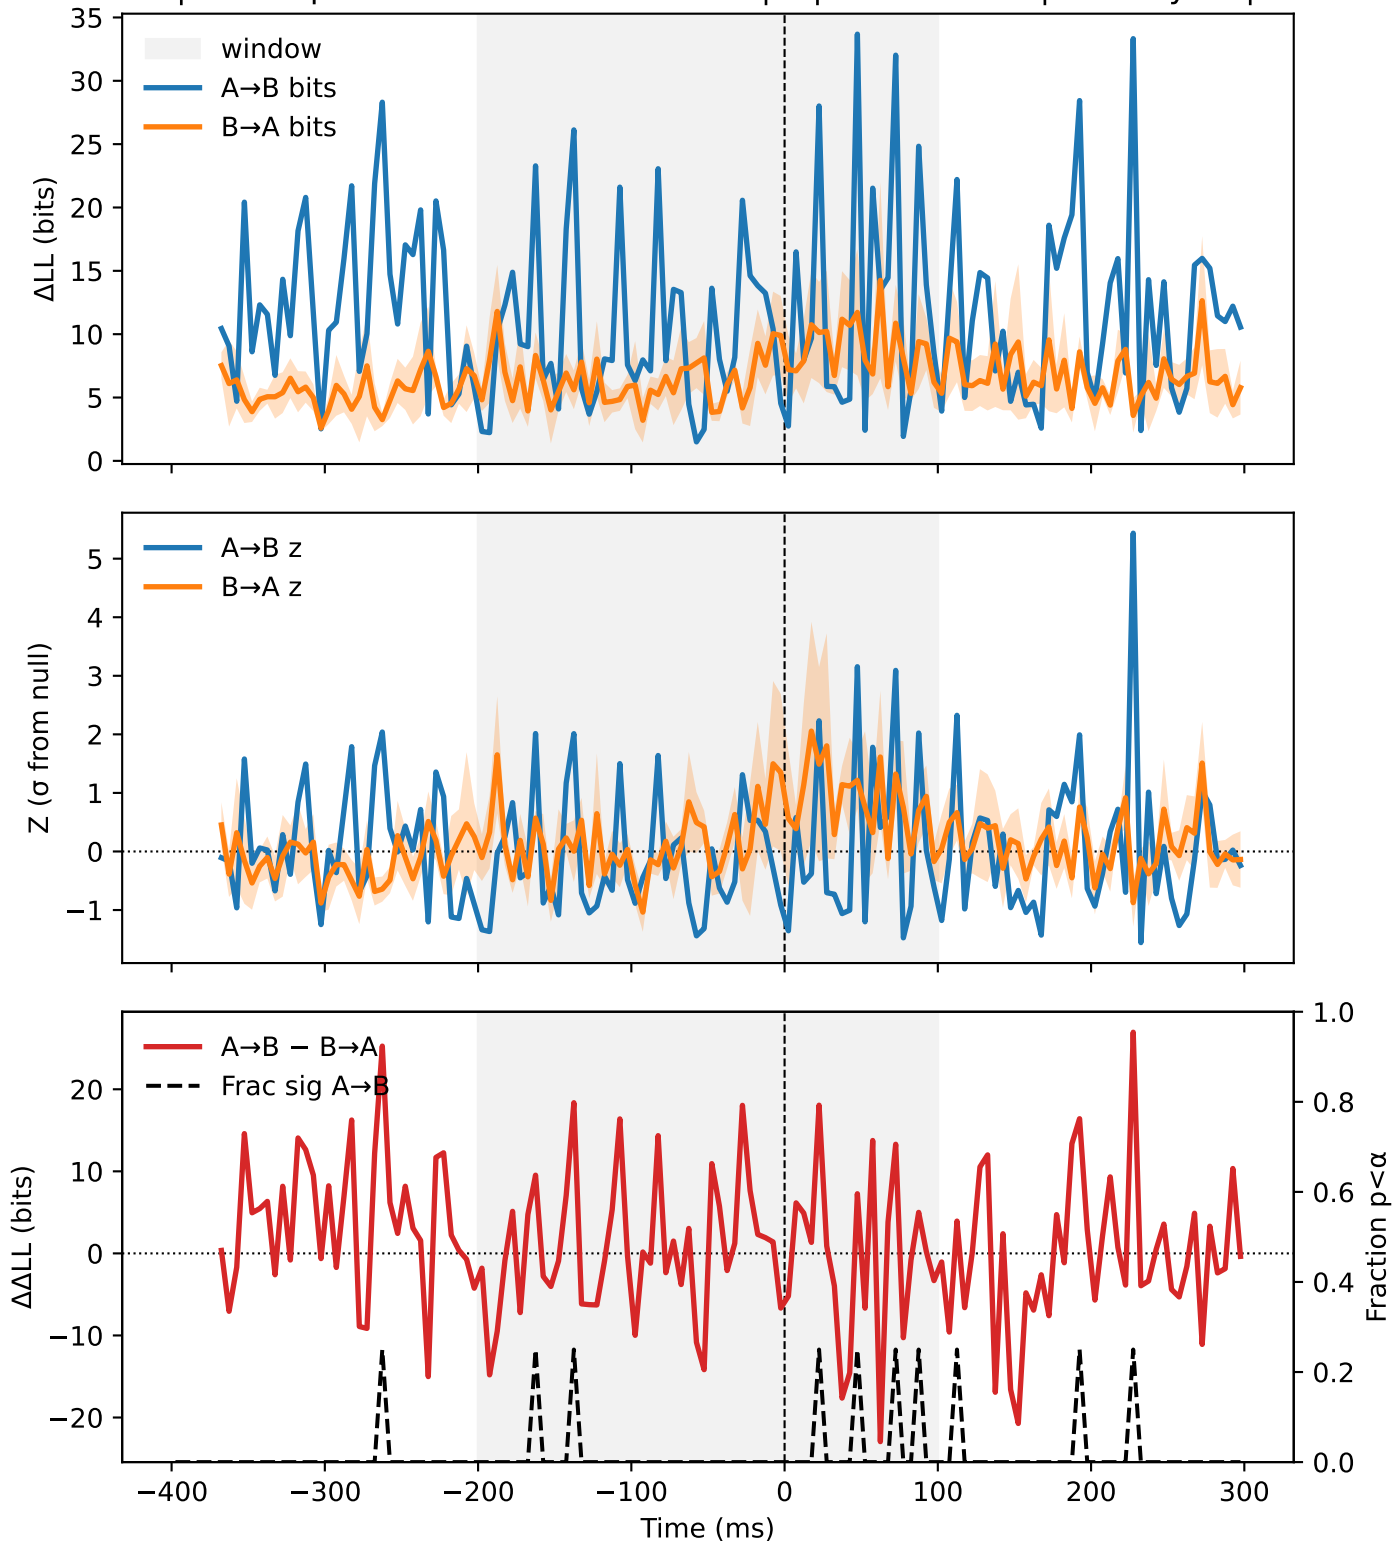 35
30
25
20
15
10
5
0
ΔLL (bits)
window
A→B bits
B→A bits
5
4
3
2
1
0
−1
Z (σ from null)
A→B z
B→A z
20
10
0
−10
−20
ΔΔLL (bits)
A→B − B→A
Frac sig A→B
1.0
0.8
0.6
0.4
0.2
0.0
Fraction p<α
−400 −300 −200 −100 0 100 200 300
Time (ms)